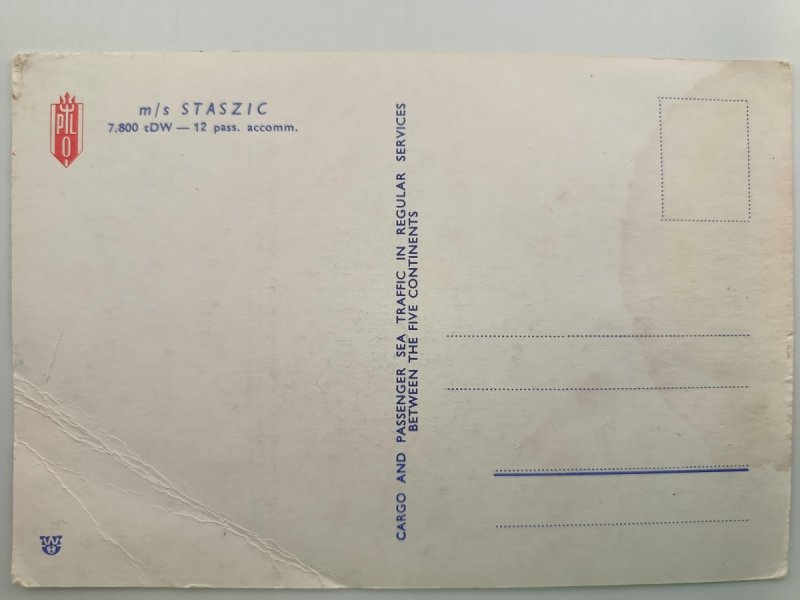 PLO
m/s STASZIC
7.800 tDW — 12 pass. accomm.
CARGO AND PASSENGER SEA TRAFFIC IN REGULAR SERVICES
BETWEEN THE FIVE CONTINENTS